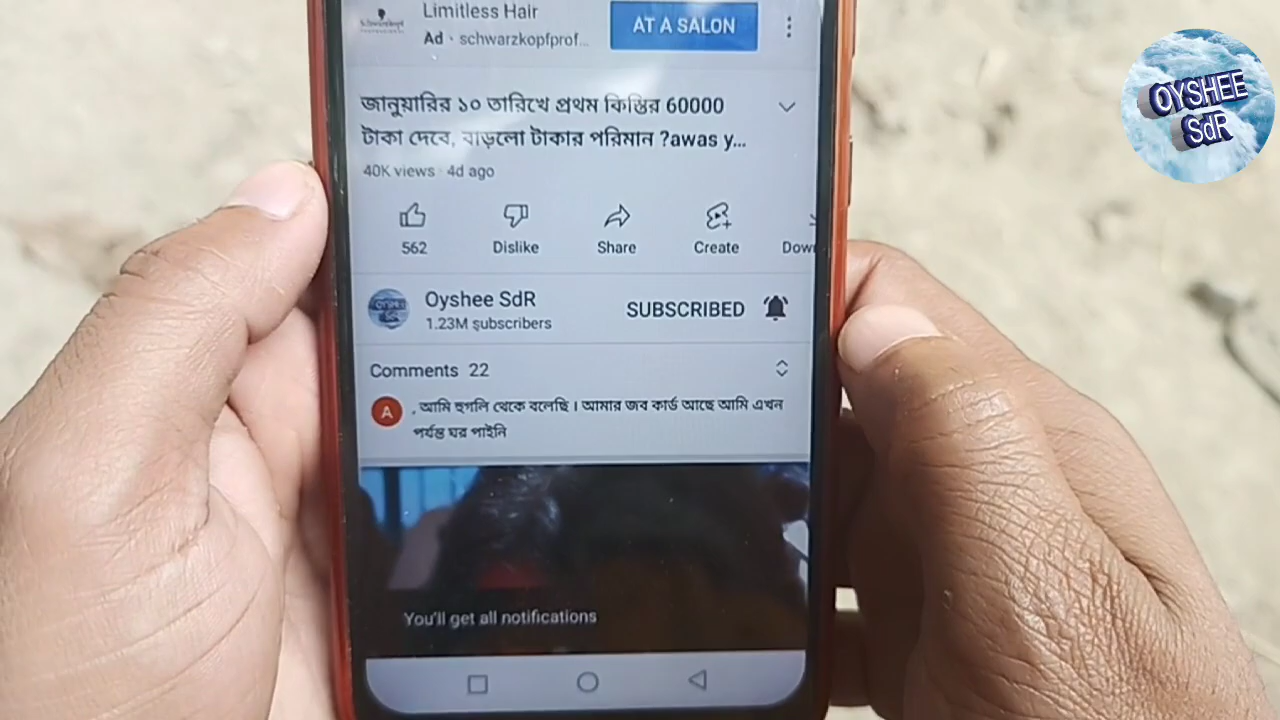 Limitless Hair
Ad · schwarzkopfprof...
AT A SALON
জানুয়ারির ১০ তারিখে প্রথম কিস্তির 60000
টাকা দেবে, বাড়লো টাকার পরিমান ?awas y...
40K views · 4d ago
562
Dislike
Share
Create
Down
Oyshee SdR
1.23M subscribers
SUBSCRIBED
Comments 22
A
, আমি হুগলি থেকে বলেছি । আমার জব কার্ড আছে আমি এখন
পর্যন্ত ঘর পাইনি
You'll get all notifications
OYSHEE
SdR